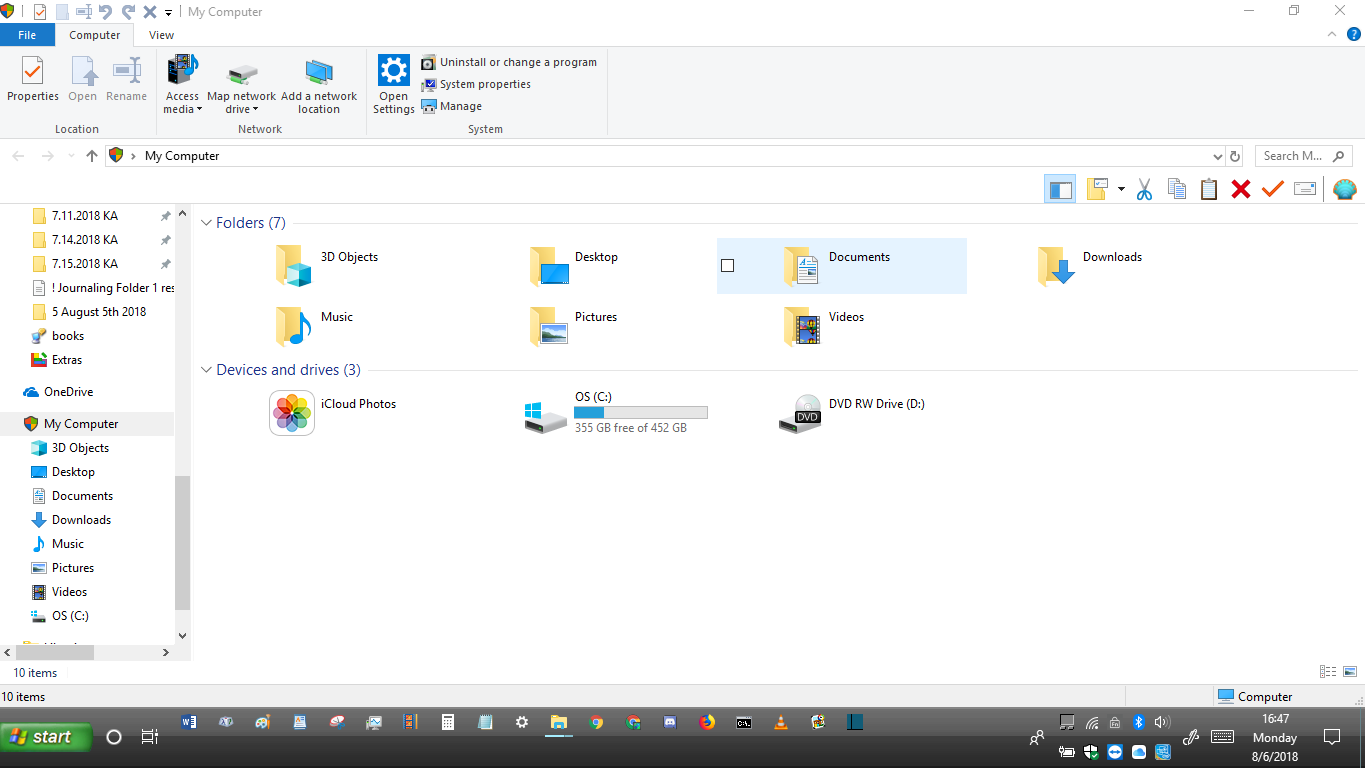 My Computer
File Computer View
Properties Open Rename Access media Map network drive Add a network location Open Settings
Uninstall or change a program
System properties
Manage
Location Network System
My Computer
Search M...
7.11.2018 KA
7.14.2018 KA
7.15.2018 KA
! Journaling Folder 1 res
5 August 5th 2018
books
Extras
OneDrive
My Computer
3D Objects
Desktop
Documents
Downloads
Music
Pictures
Videos
OS (C:)
Folders (7)
3D Objects Desktop Documents Downloads
Music Pictures Videos
Devices and drives (3)
iCloud Photos
OS (C:)
355 GB free of 452 GB
DVD
DVD RW Drive (D:)
10 items
10 items Computer
start
16:47
Monday
8/6/2018